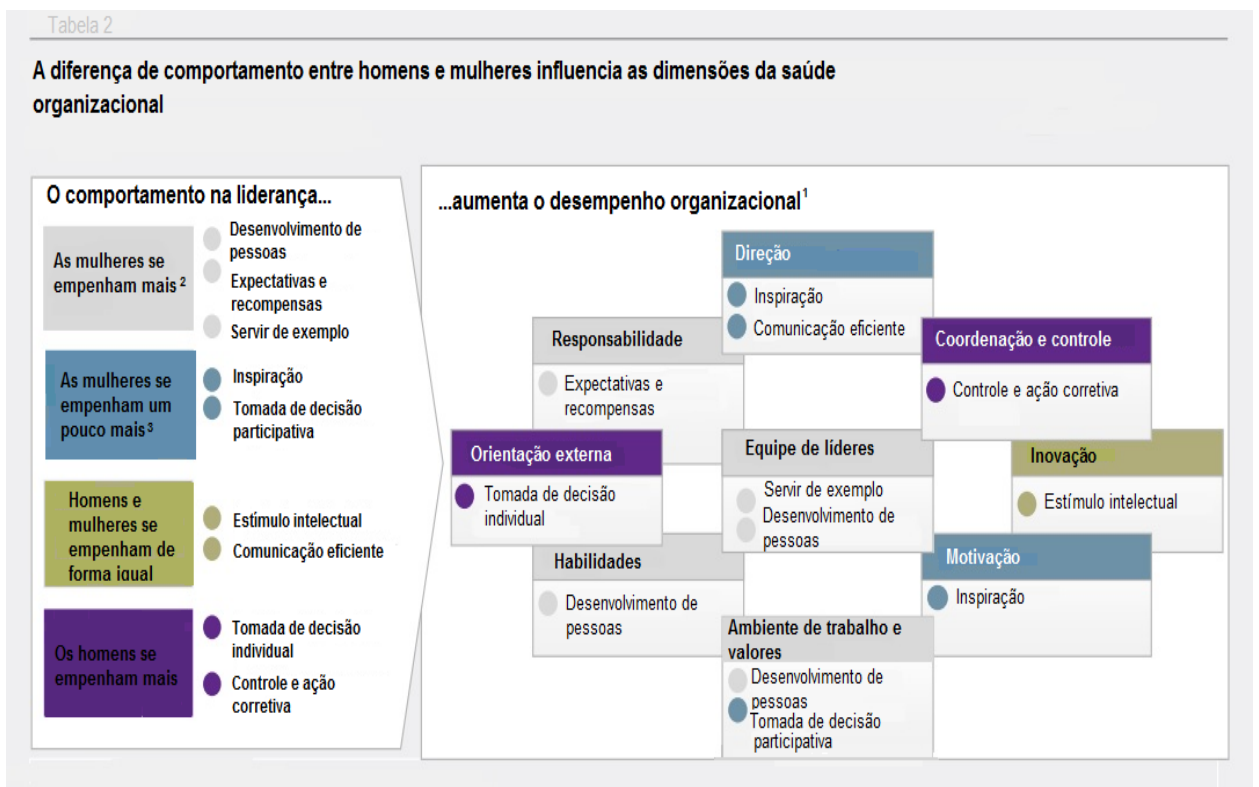 Tabela 2
A diferença de comportamento entre homens e mulheres influencia as dimensões da saúde
organizacional
O comportamento na liderança...
As mulheres se
empenham mais ²
Desenvolvimento de
pessoas
Expectativas e
recompensas
Servir de exemplo
As mulheres se
empenham um
pouco mais ³
Inspiração
Tomada de decisão
participativa
Homens e
mulheres se
empenham de
forma igual
Estímulo intelectual
Comunicação eficiente
Os homens se
empenham mais
Tomada de decisão
individual
Controle e ação
corretiva
...aumenta o desempenho organizacional¹
Direção
Inspiração
Comunicação eficiente
Responsabilidade
Expectativas e
recompensas
Coordenação e controle
Controle e ação corretiva
Orientação externa
Tomada de decisão
individual
Equipe de líderes
Servir de exemplo
Desenvolvimento de
pessoas
Inovação
Estímulo intelectual
Habilidades
Desenvolvimento de
pessoas
Motivação
Inspiração
Ambiente de trabalho e
valores
Desenvolvimento de
pessoas
Tomada de decisão
participativa